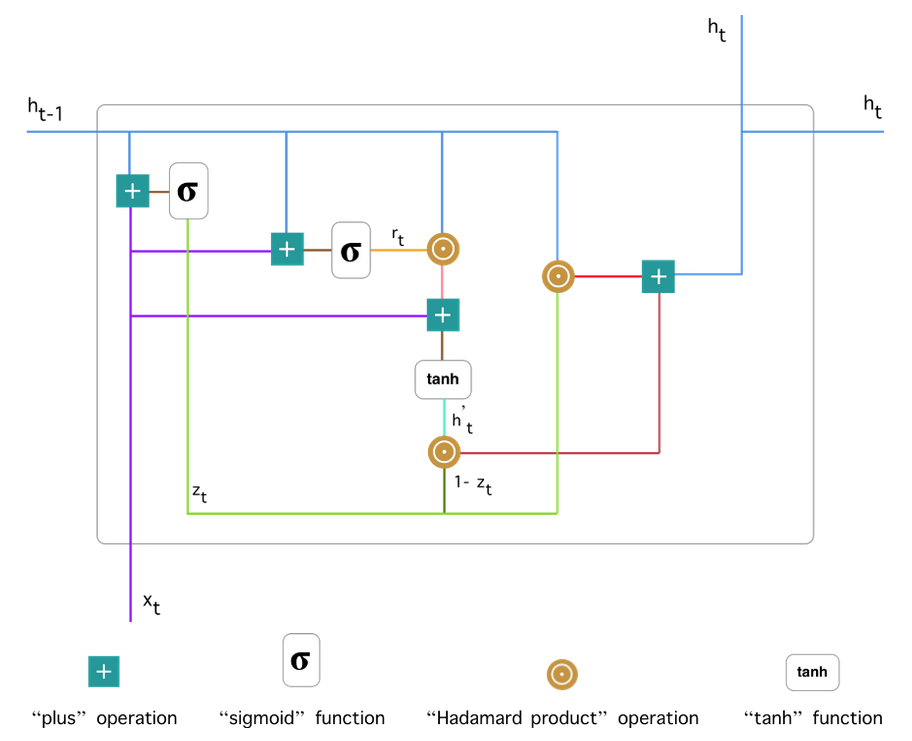 h_t
h_t-1
h_t
+
σ
+
σ
r_t
+
+
tanh
h'_t
1- z_t
z_t
x_t
+
σ
tanh
“plus” operation
“sigmoid” function
“Hadamard product” operation
“tanh” function